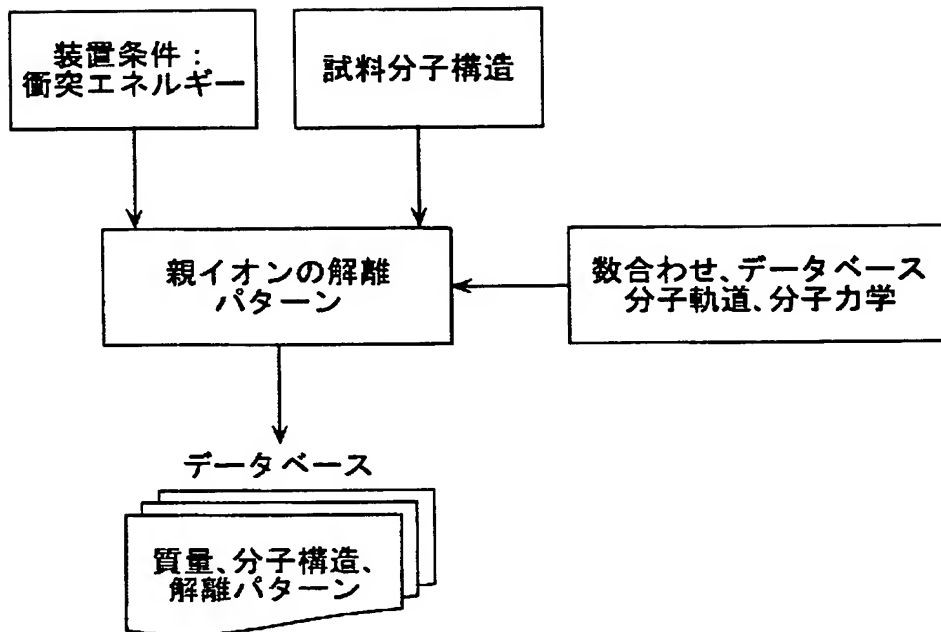 装置条件:
衝突エネルギー
試料分子構造
親イオンの解離
パターン
数合わせ、データベース
分子軌道、分子力学
データベース
質量、分子構造、
解離パターン